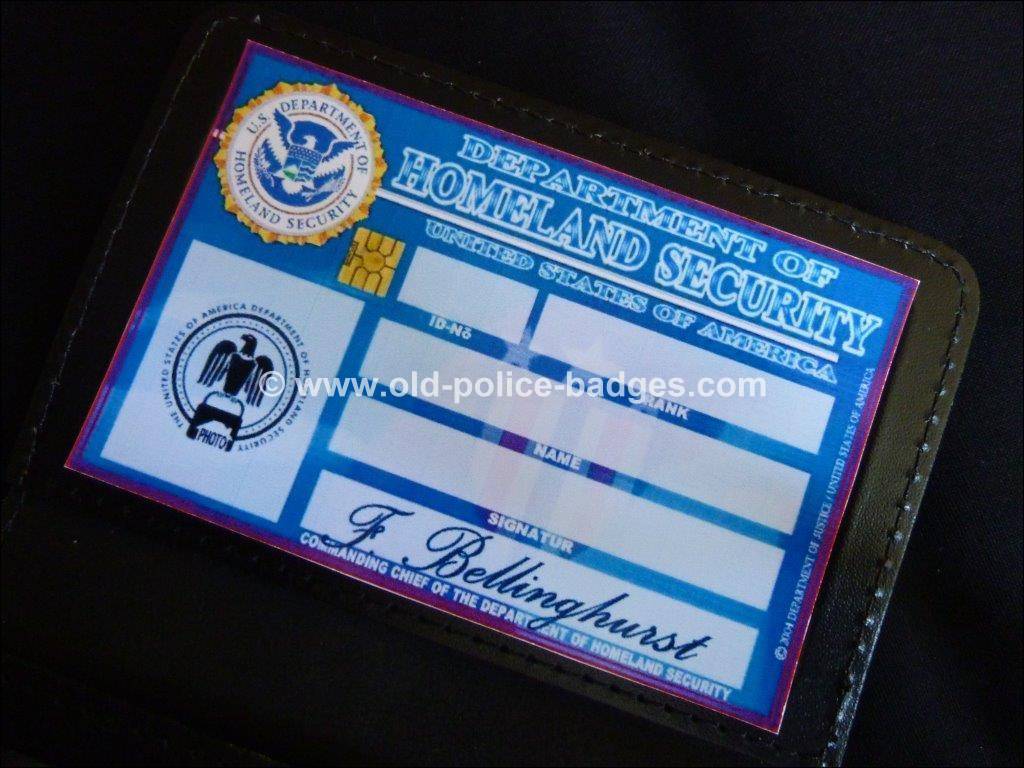 U.S. DEPARTMENT OF
HOMELAND SECURITY
DEPARTMENT OF
HOMELAND SECURITY
UNITED STATES OF AMERICA
ID-Nō
RANK
THE UNITED STATES OF AMERICA DEPARTMENT OF HOMELAND SECURITY
PHOTO
© www.old-police-badges.com
NAME
SIGNATUR
F. Bellinghurst
COMMANDING CHIEF OF THE DEPARTMENT OF HOMELAND SECURITY
© 2004 DEPARTMENT OF JUSTICE / UNITED STATES OF AMERICA